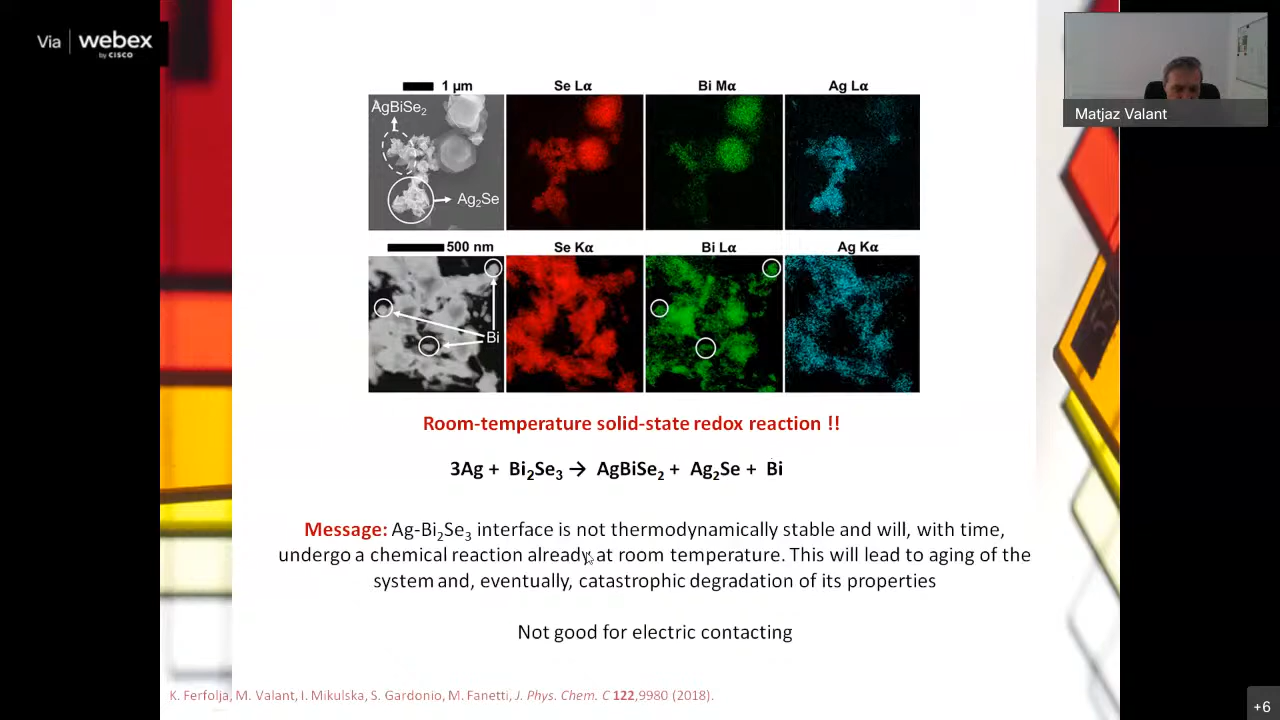 Via webex
by CISCO
Matjaz Valant
1 µm Se Lα Bi Mα Ag Lα
AgBiSe₂
Ag₂Se
500 nm Se Kα Bi Lα Ag Kα
Bi
Room-temperature solid-state redox reaction !!
3Ag + Bi₂Se₃ → AgBiSe₂ + Ag₂Se + Bi
Message: Ag-Bi₂Se₃ interface is not thermodynamically stable and will, with time,
undergo a chemical reaction already at room temperature. This will lead to aging of the
system and, eventually, catastrophic degradation of its properties
Not good for electric contacting
K. Ferfolja, M. Valant, I. Mikulska, S. Gardonio, M. Fanetti, J. Phys. Chem. C 122,9980 (2018).
+6